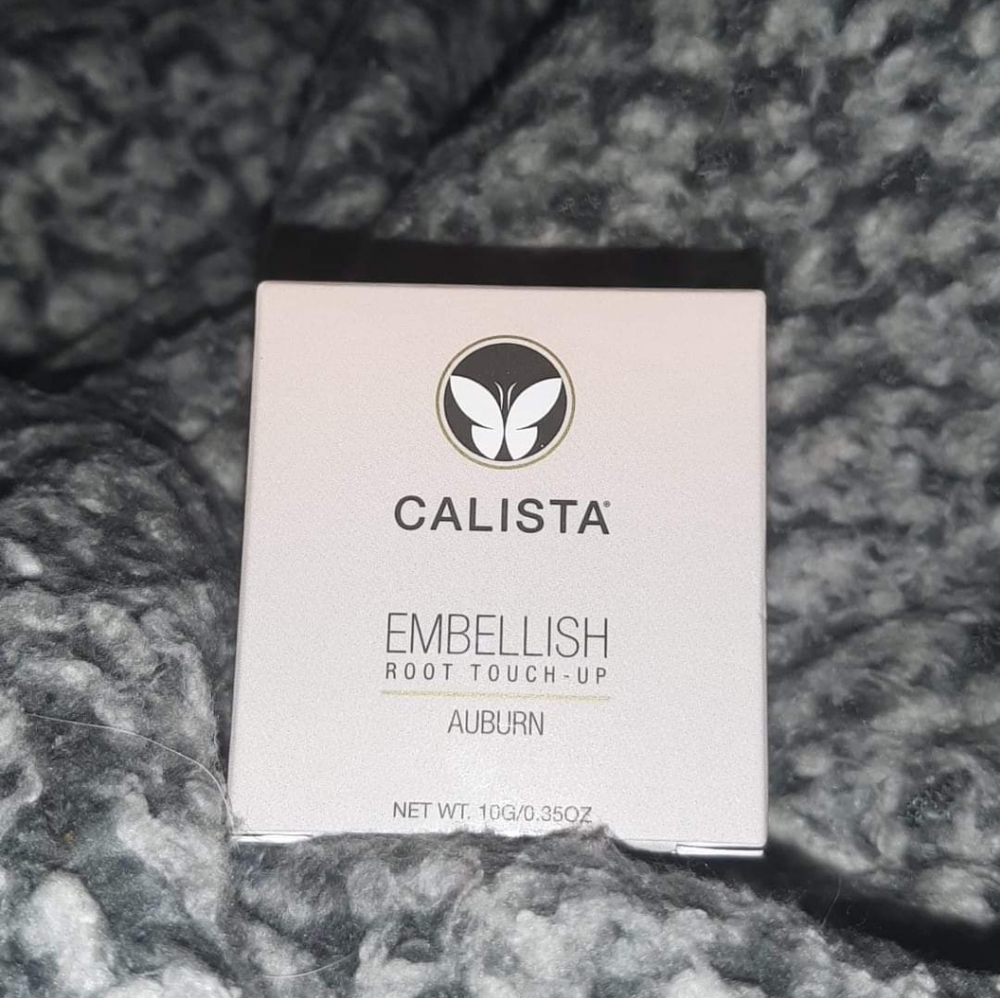 CALISTA®
EMBELLISH
ROOT TOUCH-UP
AUBURN
NET WT. 10G/0.35OZ